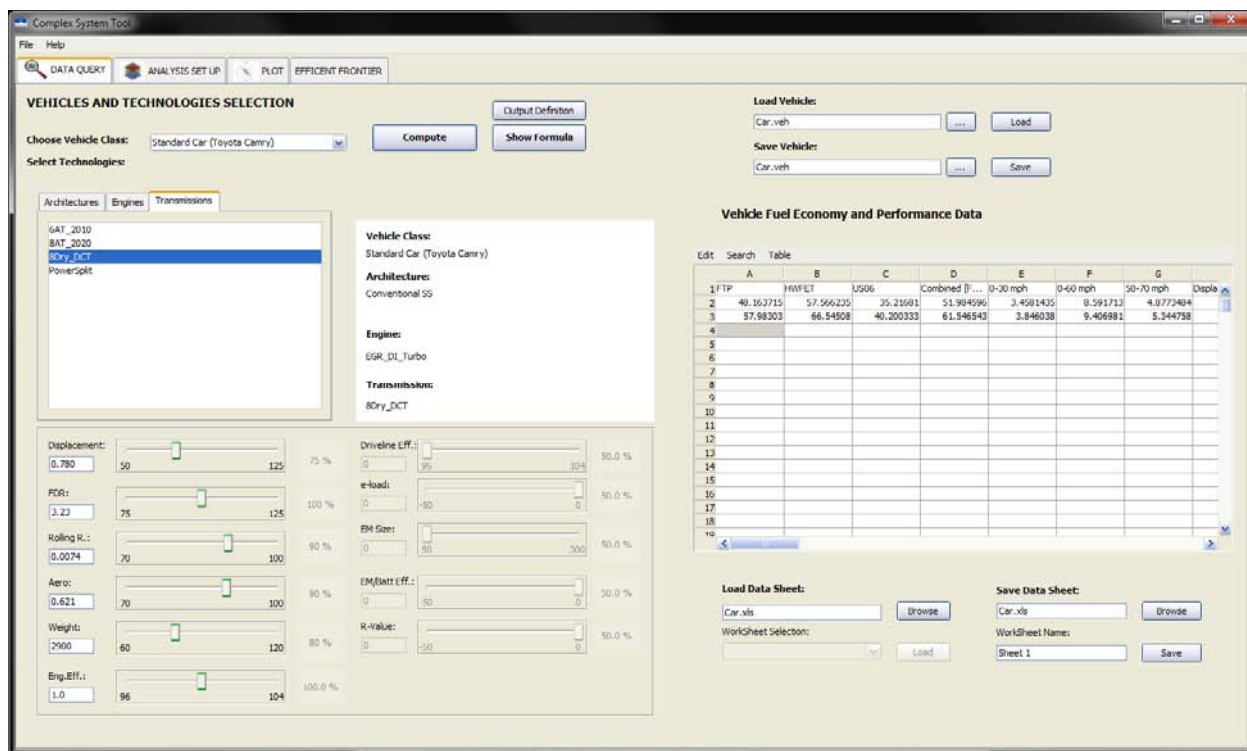 Complex System Tool
File Help
DATA QUERY ANALYSIS SET UP PLOT EFFICENT FRONTIER
VEHICLES AND TECHNOLOGIES SELECTION
Choose Vehicle Class: Standard Car (Toyota Camry) Compute
Output Definition
Show Formula
Select Technologies:
Load Vehicle:
Car.veh ... Load
Save Vehicle:
Car.veh ... Save
Architectures Engines Transmissions
6AT_2010
8AT_2020
8Dry_DCT
PowerSplit
Vehicle Class:
Standard Car (Toyota Camry)
Architecture:
Conventional SS
Engine:
EGR_DI_Turbo
Transmission:
8Dry_DCT
Vehicle Fuel Economy and Performance Data
Edit Search Table
A B C D E F G
1 FTP HWFET US06 Combined [F... 0-30 mph 0-60 mph 50-70 mph Displa
2 48.163715 57.566235 35.21681 51.984596 3.4581435 8.591713 4.8773484
3 57.98303 66.54508 40.200333 61.546543 3.846038 9.406981 5.344758
4
5
6
7
8
9
10
11
12
13
14
15
16
17
18
19
Displacement:
0.780 50 125 75 %
FDR:
3.23 75 125 100 %
Rolling R.:
0.0074 70 100 90 %
Aero:
0.621 70 100 90 %
Weight:
2900 60 120 80 %
Eng.Eff.:
1.0 96 104 100.0 %
Driveline Eff.:
0 96 104 50.0 %
e-load:
0 -50 0 50.0 %
EM Size:
0 50 300 50.0 %
EM/Batt Eff.:
0 -50 0 50.0 %
R-Value:
0 -50 0 50.0 %
Load Data Sheet:
Car.xls Browse
WorkSheet Selection:
Load
Save Data Sheet:
Car.xls Browse
WorkSheet Name:
Sheet 1 Save